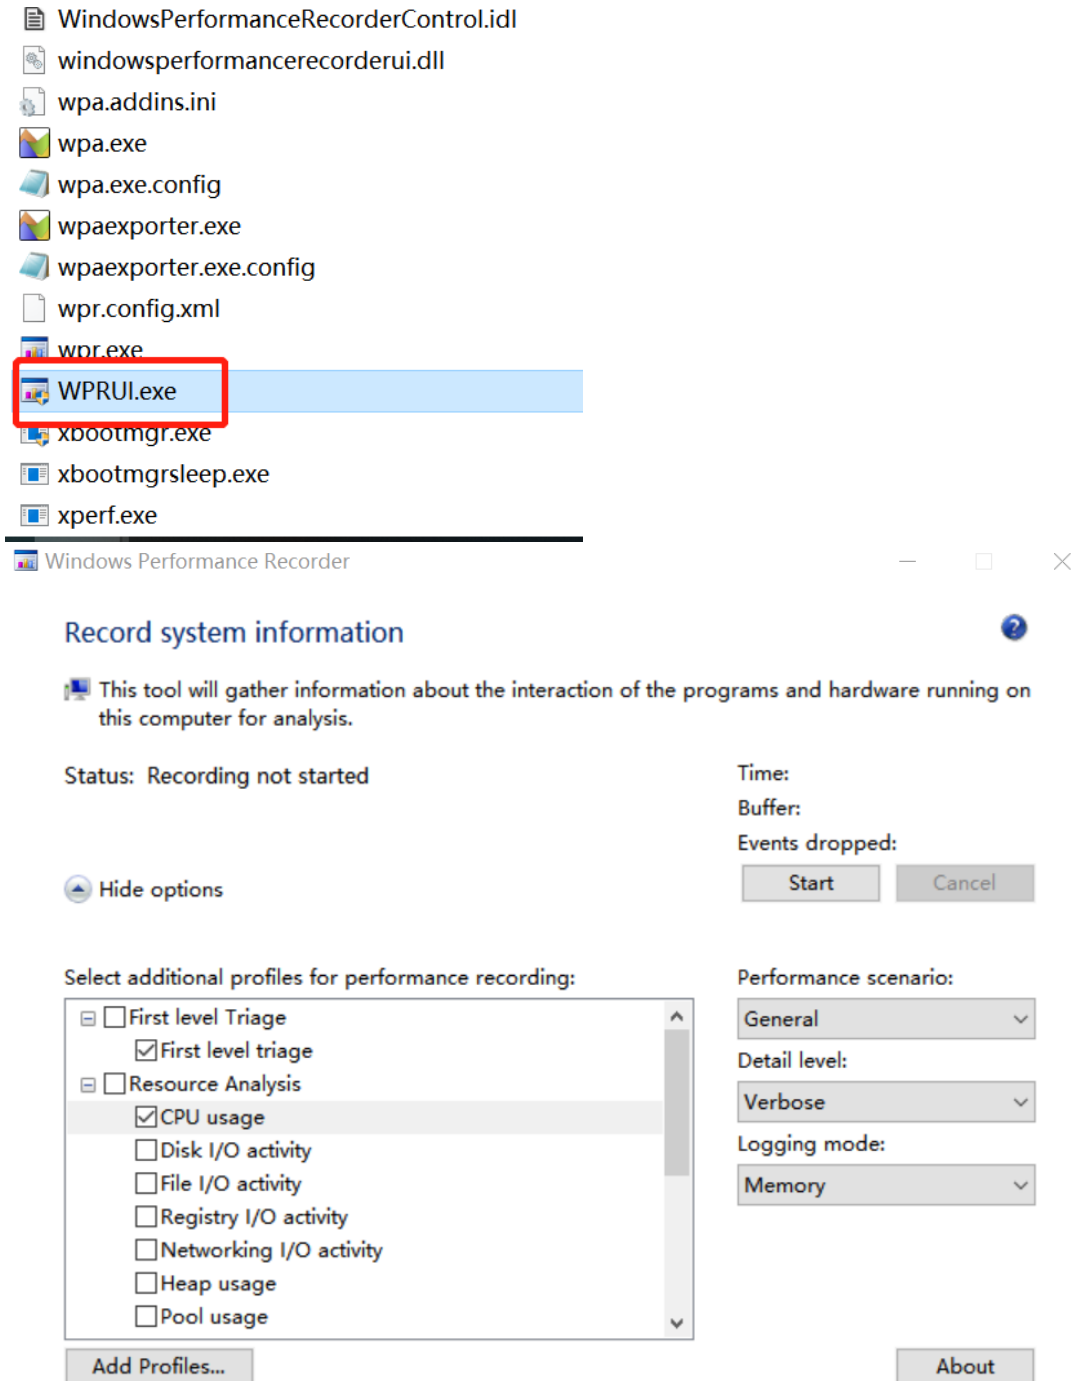 WindowsPerformanceRecorderControl.idl
windowsperformancerecorderui.dll
wpa.addins.ini
wpa.exe
wpa.exe.config
wpaexporter.exe
wpaexporter.exe.config
wpr.config.xml
wpr.exe
WPRUI.exe
xbootmgr.exe
xbootmgrsleep.exe
xperf.exe
Windows Performance Recorder
Record system information
This tool will gather information about the interaction of the programs and hardware running on
this computer for analysis.
Status: Recording not started
Time:
Buffer:
Events dropped:
Start Cancel
Hide options
Select additional profiles for performance recording:
First level Triage
First level triage
Resource Analysis
CPU usage
Disk I/O activity
File I/O activity
Registry I/O activity
Networking I/O activity
Heap usage
Pool usage
Performance scenario:
General
Detail level:
Verbose
Logging mode:
Memory
Add Profiles...
About